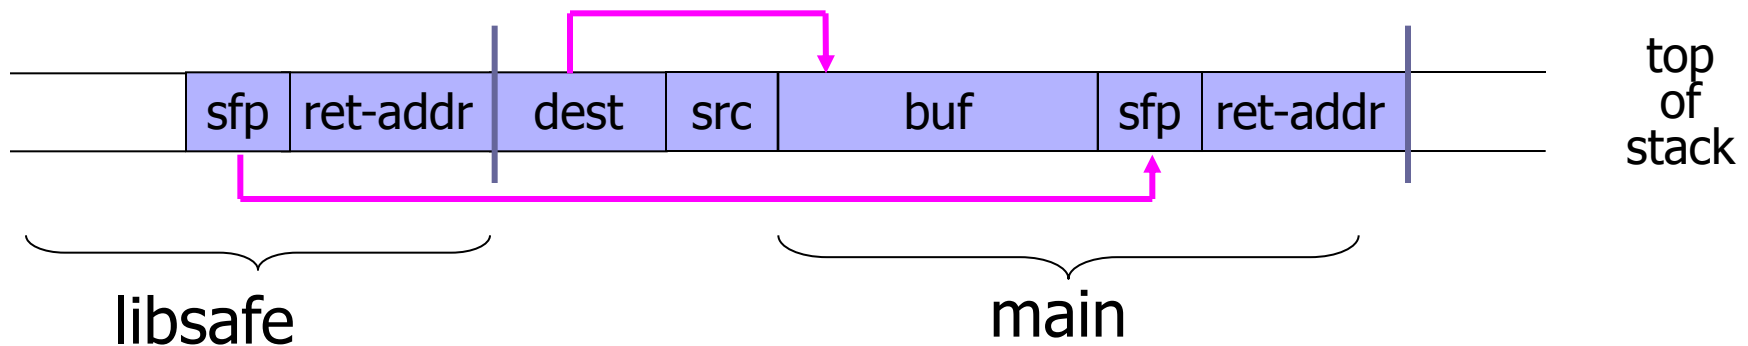 sfp ret-addr dest src buf sfp ret-addr
top
of
stack
libsafe
main